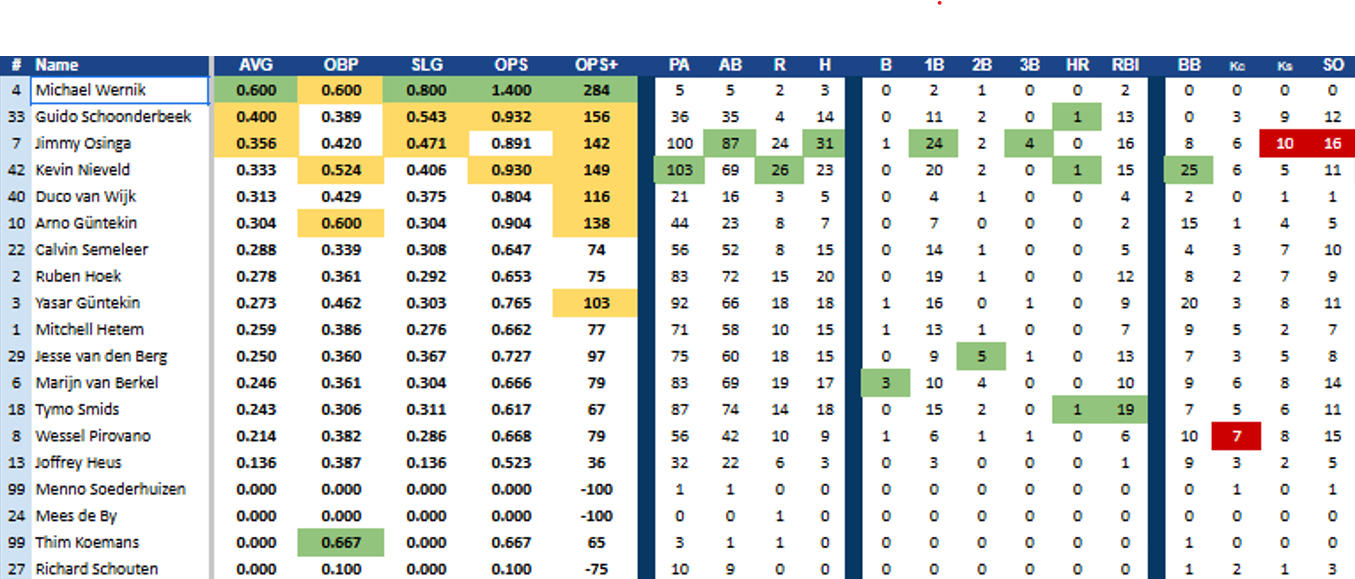 # Name AVG OBP SLG OPS OPS+ PA AB R H B 1B 2B 3B HR RBI BB Kc Ks SO
4 Michael Wernik 0.600 0.600 0.800 1.400 284 5 5 2 3 0 2 1 0 0 2 0 0 0 0
33 Guido Schoonderbeek 0.400 0.389 0.543 0.932 156 36 35 4 14 0 11 2 0 1 13 0 3 9 12
7 Jimmy Osinga 0.356 0.420 0.471 0.891 142 100 87 24 31 1 24 2 4 0 16 8 6 10 16
42 Kevin Nieveld 0.333 0.524 0.406 0.930 149 103 69 26 23 0 20 2 0 1 15 25 6 5 11
40 Duco van Wijk 0.313 0.429 0.375 0.804 116 21 16 3 5 0 4 1 0 0 4 2 0 1 1
10 Arno Güntekin 0.304 0.600 0.304 0.904 138 44 23 8 7 0 7 0 0 0 2 15 1 4 5
22 Calvin Semeleer 0.288 0.339 0.308 0.647 74 56 52 8 15 0 14 1 0 0 5 4 3 7 10
2 Ruben Hoek 0.278 0.361 0.292 0.653 75 83 72 15 20 0 19 1 0 0 12 8 2 7 9
3 Yasar Güntekin 0.273 0.462 0.303 0.765 103 92 66 18 18 1 16 0 1 0 9 20 3 8 11
1 Mitchell Hetem 0.259 0.386 0.276 0.662 77 71 58 10 15 1 13 1 0 0 7 9 5 2 7
29 Jesse van den Berg 0.250 0.360 0.367 0.727 97 75 60 18 15 0 9 5 1 0 13 7 3 5 8
6 Marijn van Berkel 0.246 0.361 0.304 0.666 79 83 69 19 17 3 10 4 0 0 10 9 6 8 14
18 Tymo Smids 0.243 0.306 0.311 0.617 67 87 74 14 18 0 15 2 0 1 19 7 5 6 11
8 Wessel Pirovano 0.214 0.382 0.286 0.668 79 56 42 10 9 1 6 1 1 0 6 10 7 8 15
13 Joffrey Heus 0.136 0.387 0.136 0.523 36 32 22 6 3 0 3 0 0 0 1 9 3 2 5
99 Menno Soederhuizen 0.000 0.000 0.000 0.000 -100 1 1 0 0 0 0 0 0 0 0 0 1 0 1
24 Mees de By 0.000 0.000 0.000 0.000 -100 0 0 1 0 0 0 0 0 0 0 0 0 0 0
99 Thim Koemans 0.000 0.667 0.000 0.667 65 3 1 1 0 0 0 0 0 0 0 1 0 0 0
27 Richard Schouten 0.000 0.100 0.000 0.100 -75 10 9 0 0 0 0 0 0 0 0 1 2 1 3